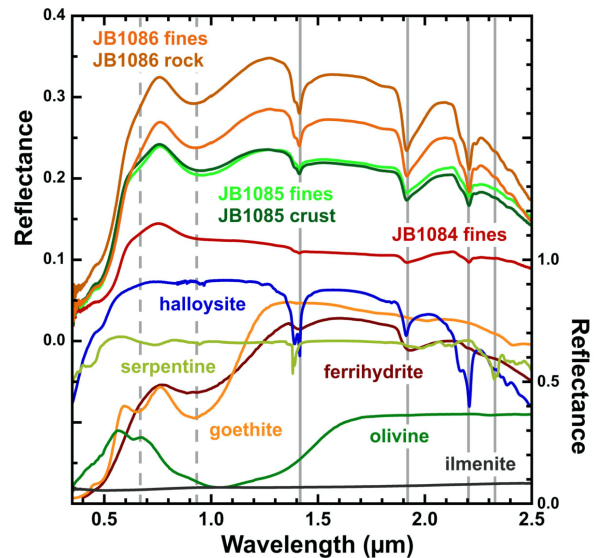 0.4
JB1086 fines
JB1086 rock
0.3
Reflectance
0.2
JB1085 fines
JB1085 crust
JB1084 fines
0.1
1.0
halloysite
0.0
serpentine
ferrihydrite
Reflectance
0.5
goethite
olivine
ilmenite
0.0
0.5
1.0
1.5
2.0
2.5
Wavelength (µm)